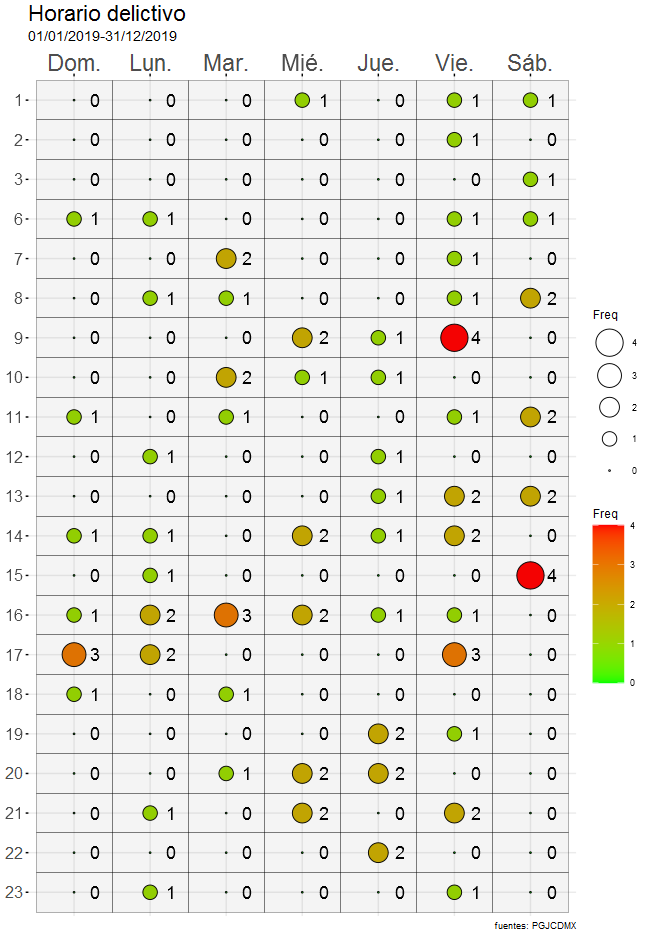 Horario delictivo
01/01/2019-31/12/2019
Dom. Lun. Mar. Mié. Jue. Vie. Sáb.
1 0 0 0 1 0 1 1
2 0 0 0 0 0 1 0
3 0 0 0 0 0 0 1
6 1 1 0 0 0 1 1
7 0 0 2 0 0 1 0
8 0 1 1 0 0 1 2
9 0 0 0 2 1 4 0
10 0 0 2 1 1 0 0
11 1 0 1 0 0 1 2
12 0 1 0 0 1 0 0
13 0 0 0 0 1 2 2
14 1 1 0 2 1 2 0
15 0 1 0 0 0 0 4
16 1 2 3 2 1 1 0
17 3 2 0 0 0 3 0
18 1 0 1 0 0 0 0
19 0 0 0 0 2 1 0
20 0 0 1 2 2 0 0
21 0 1 0 2 0 2 0
22 0 0 0 0 2 0 0
23 0 1 0 0 0 1 0
Freq
4
3
2
1
0
Freq
4
3
2
1
0
fuentes: PGJCDMX